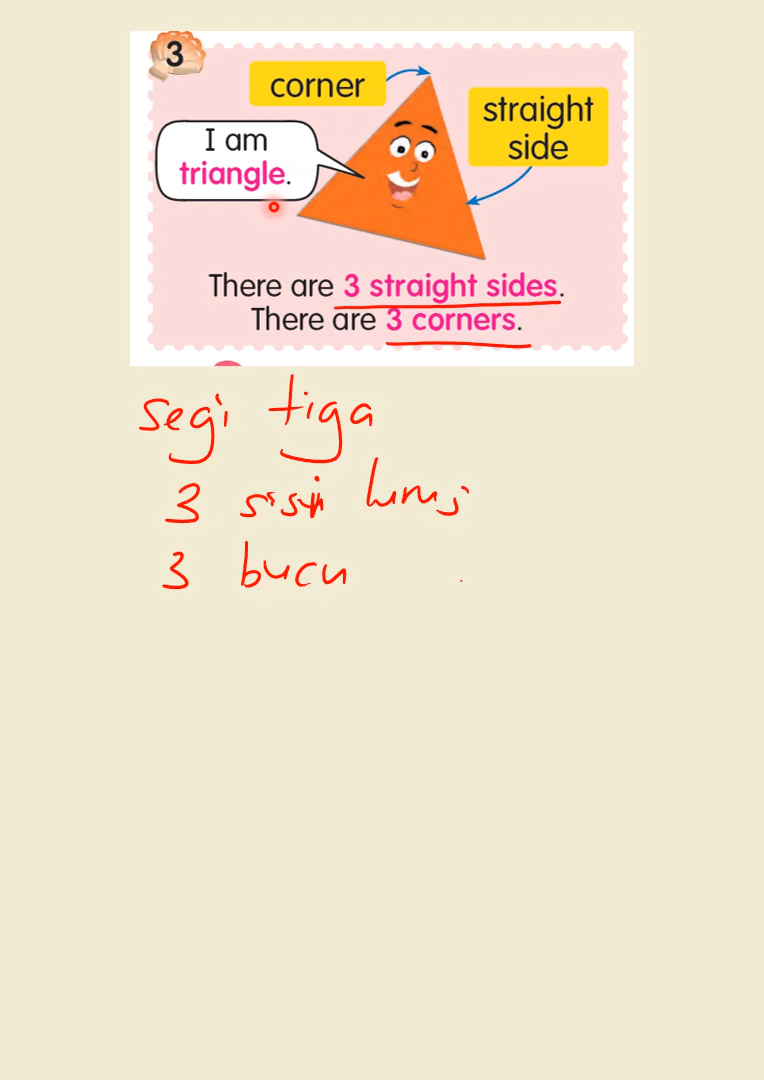 3
corner
straight
side
I am
triangle.
There are 3 straight sides.
There are 3 corners.
segi tiga
3 sisi lurus
3 bucu